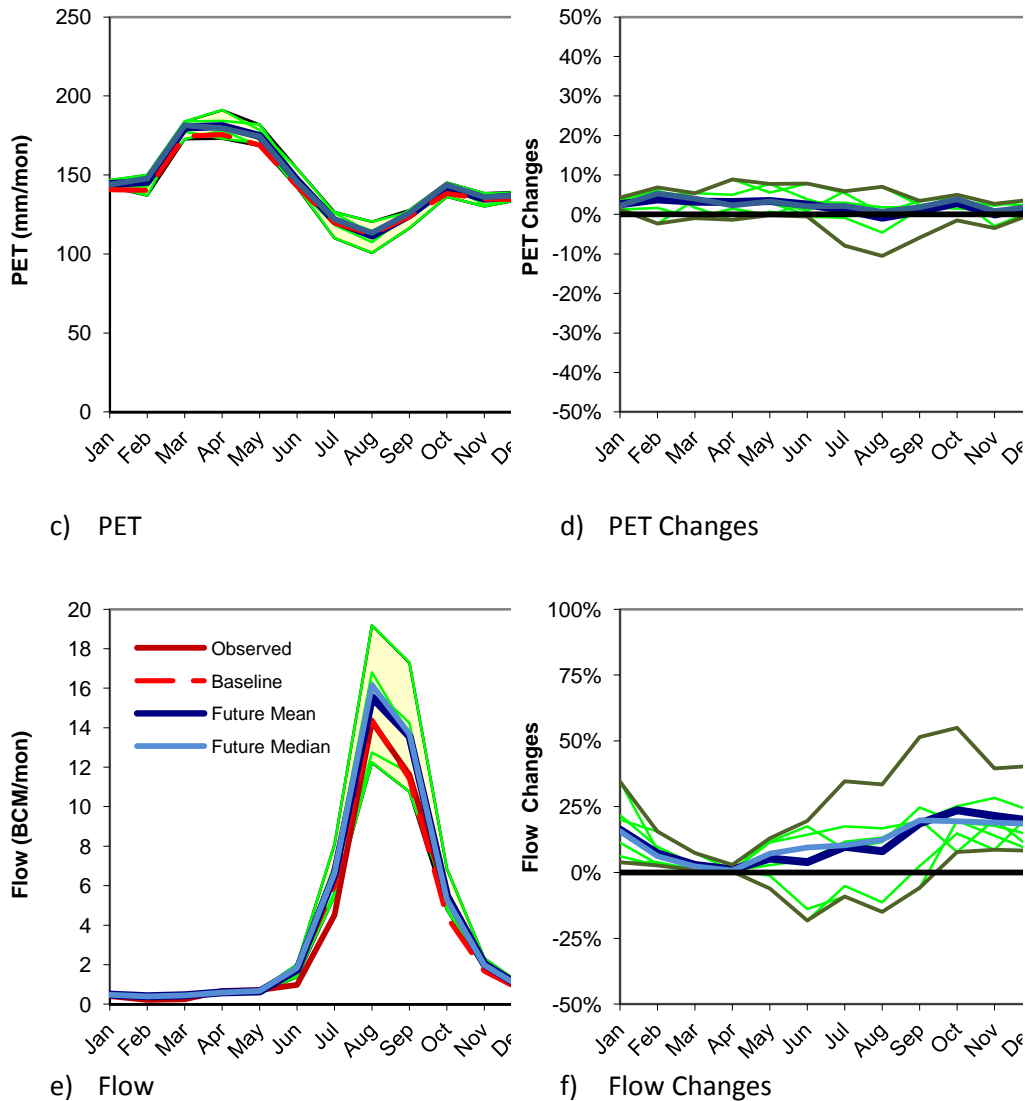 250
200
150
100
50
0
PET (mm/mon)
Jan
Feb
Mar
Apr
May
Jun
Jul
Aug
Sep
Oct
Nov
De
50%
40%
30%
20%
10%
0%
-10%
-20%
-30%
-40%
-50%
PET Changes
Jan
Feb
Mar
Apr
May
Jun
Jul
Aug
Sep
Oct
Nov
De
c) PET
d) PET Changes
20
18
16
14
12
10
8
6
4
2
0
Flow (BCM/mon)
Observed
Baseline
Future Mean
Future Median
Jan
Feb
Mar
Apr
May
Jun
Jul
Aug
Sep
Oct
Nov
De
100%
75%
50%
25%
0%
-25%
-50%
Flow Changes
Jan
Feb
Mar
Apr
May
Jun
Jul
Aug
Sep
Oct
Nov
De
e) Flow
f) Flow Changes